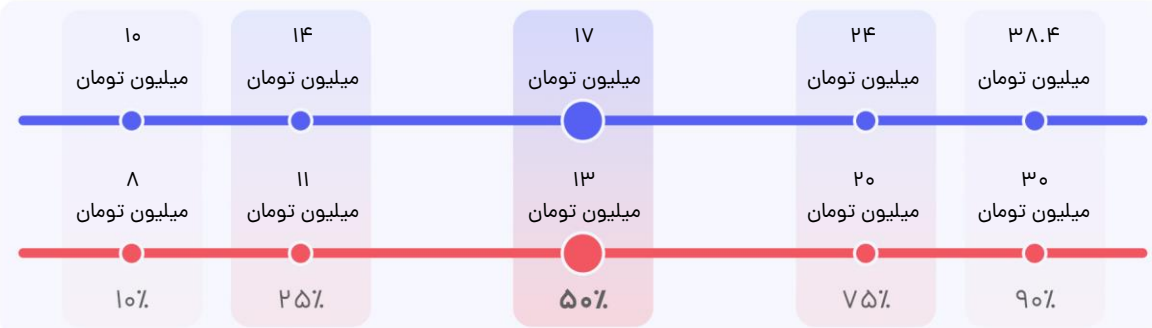 ۱۰ ۱۴ ۱۷ ۲۴ ۳۸.۴
میلیون تومان میلیون تومان میلیون تومان میلیون تومان میلیون تومان
۸ ۱۱ ۱۳ ۲۰ ۳۰
میلیون تومان میلیون تومان میلیون تومان میلیون تومان میلیون تومان
۱۰٪ ۲۵٪ ۵۰٪ ۷۵٪ ۹۰٪